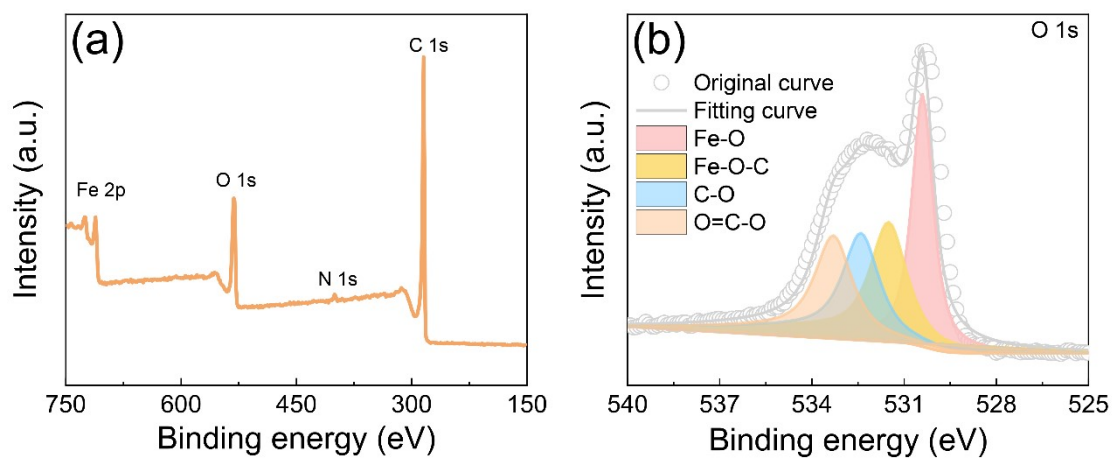 (a)
C 1s
O 1s
Fe 2p
N 1s
Intensity (a.u.)
750 600 450 300 150
Binding energy (eV)
(b)
O 1s
Original curve
Fitting curve
Fe-O
Fe-O-C
C-O
O=C-O
Intensity (a.u.)
540 537 534 531 528 525
Binding energy (eV)